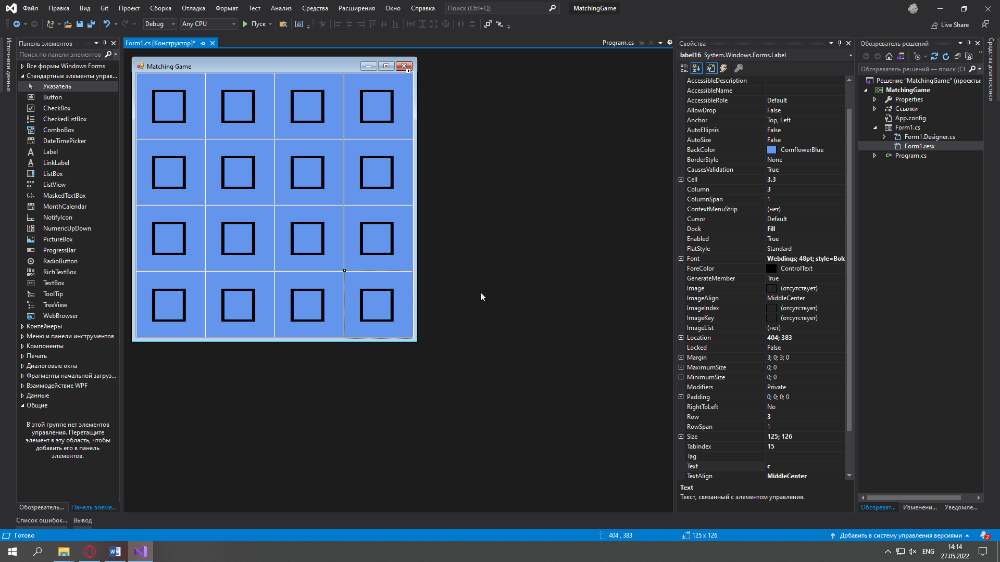 Файл Правка Вид Git Проект Сборка Отладка Формат Тест Анализ Средства Расширения Окно Справка Поиск (Ctrl+Q) MatchingGame
Debug Any CPU Пуск Live Share
Источники данных
Панель элементов
Поиск по панели элементов
Все формы Windows Forms
Стандартные элементы управ...
Указатель
Button
CheckBox
CheckedListBox
ComboBox
DateTimePicker
Label
LinkLabel
ListBox
ListView
MaskedTextBox
MonthCalendar
NotifyIcon
NumericUpDown
PictureBox
ProgressBar
RadioButton
RichTextBox
TextBox
ToolTip
TreeView
WebBrowser
Контейнеры
Меню и панели инструментов
Компоненты
Печать
Диалоговые окна
Фрагменты начальной загруз...
Взаимодействие WPF
Данные
Общие
В этой группе нет элементов
управления. Перетащите
элемент в эту область, чтобы
добавить его в панель
элементов.
Обозреватель... Панель элеме...
Form1.cs [Конструктор]* Program.cs
Matching Game
Свойства
label16 System.Windows.Forms.Label
AccessibleDescription
AccessibleName
AccessibleRole Default
AllowDrop False
Anchor Top, Left
AutoEllipsis False
AutoSize False
BackColor CornflowerBlue
BorderStyle None
CausesValidation True
Cell 3,3
Column 3
ColumnSpan 1
ContextMenuStrip (нет)
Cursor Default
Dock Fill
Enabled True
FlatStyle Standard
Font Webdings; 48pt; style=Bold
ForeColor ControlText
GenerateMember True
Image (отсутствует)
ImageAlign MiddleCenter
ImageIndex (отсутствует)
ImageKey (отсутствует)
ImageList (нет)
Location 404; 383
Locked False
Margin 3; 0; 3; 0
MaximumSize 0; 0
MinimumSize 0; 0
Modifiers Private
Padding 0; 0; 0; 0
RightToLeft No
Row 3
RowSpan 1
Size 125; 126
TabIndex 15
Tag
Text c
TextAlign MiddleCenter
Text
Текст, связанный с элементом управления.
Обозреватель решений
Обозреватель решений — поиск (Ct
Решение "MatchingGame" (проекты:
MatchingGame
Properties
Ссылки
App.config
Form1.cs
Form1.Designer.cs
Form1.resx
Program.cs
Обозреват... Изменени... Уведомле...
Средства диагностики
Список ошибок... Вывод
Готово 404 , 383 125 x 126 Добавить в систему управления версиями 2
ENG 14:14
27.05.2022